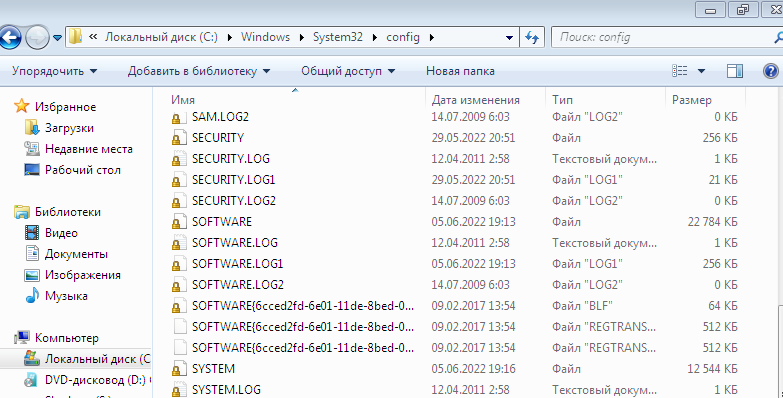 « Локальный диск (C:) Windows System32 config Поиск: config
Упорядочить Добавить в библиотеку Общий доступ Новая папка
Избранное
Загрузки
Недавние места
Рабочий стол
Библиотеки
Видео
Документы
Изображения
Музыка
Компьютер
Локальный диск (C
DVD-дисковод (D:)
Имя Дата изменения Тип Размер
SAM.LOG2 14.07.2009 6:03 Файл "LOG2" 0 КБ
SECURITY 29.05.2022 20:51 Файл 256 КБ
SECURITY.LOG 12.04.2011 2:58 Текстовый докум... 1 КБ
SECURITY.LOG1 29.05.2022 20:51 Файл "LOG1" 21 КБ
SECURITY.LOG2 14.07.2009 6:03 Файл "LOG2" 0 КБ
SOFTWARE 05.06.2022 19:13 Файл 22 784 КБ
SOFTWARE.LOG 12.04.2011 2:58 Текстовый докум... 1 КБ
SOFTWARE.LOG1 05.06.2022 19:13 Файл "LOG1" 256 КБ
SOFTWARE.LOG2 14.07.2009 6:03 Файл "LOG2" 0 КБ
SOFTWARE{6cced2fd-6e01-11de-8bed-0... 09.02.2017 13:54 Файл "BLF" 64 КБ
SOFTWARE{6cced2fd-6e01-11de-8bed-0... 09.02.2017 13:54 Файл "REGTRANS... 512 КБ
SOFTWARE{6cced2fd-6e01-11de-8bed-0... 09.02.2017 13:54 Файл "REGTRANS... 512 КБ
SYSTEM 05.06.2022 19:16 Файл 12 544 КБ
SYSTEM.LOG 12.04.2011 2:58 Текстовый докум... 1 КБ